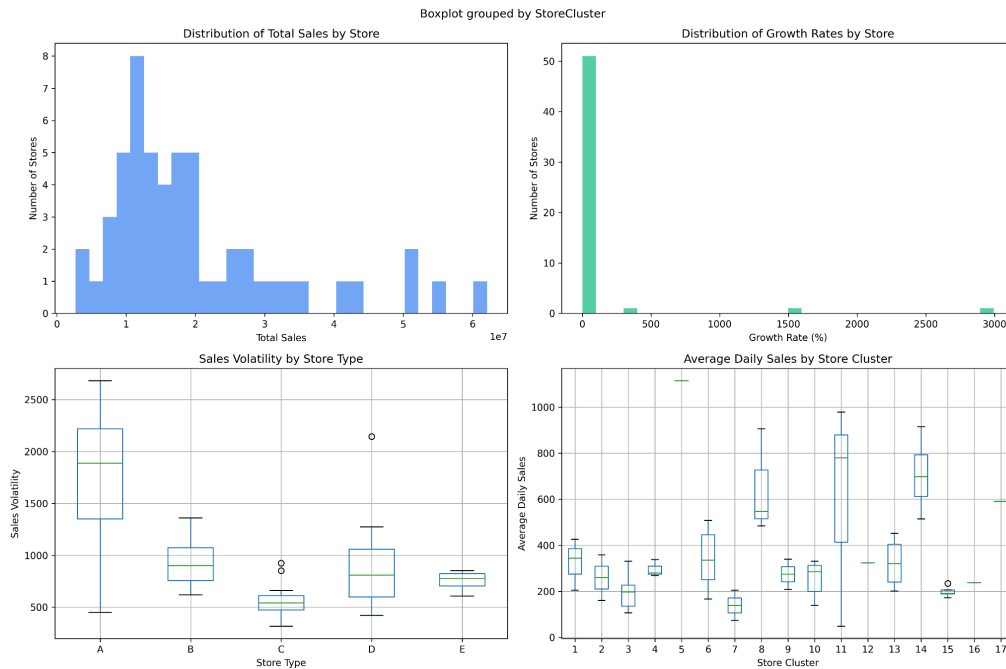 Boxplot grouped by StoreCluster
Distribution of Total Sales by Store
Number of Stores
8
7
6
5
4
3
2
1
0
0 1 2 3 4 5 6
1e7
Total Sales
Distribution of Growth Rates by Store
Number of Stores
50
40
30
20
10
0
0 500 1000 1500 2000 2500 3000
Growth Rate (%)
Sales Volatility by Store Type
Sales Volatility
2500
2000
1500
1000
500
A B C D E
Store Type
Average Daily Sales by Store Cluster
Average Daily Sales
1000
800
600
400
200
0
1 2 3 4 5 6 7 8 9 10 11 12 13 14 15 16 17
Store Cluster